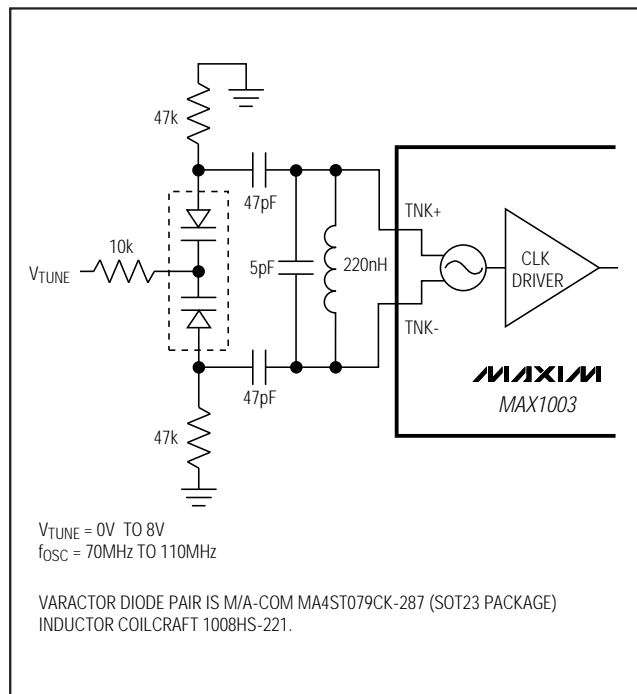 47k
47pF
TNK+
10k
VTUNE
5pF
220nH
CLK
DRIVER
TNK-
MAXIM
MAX1003
47pF
47k
VTUNE = 0V TO 8V
fOSC = 70MHz TO 110MHz
VARACTOR DIODE PAIR IS M/A-COM MA4ST079CK-287 (SOT23 PACKAGE)
INDUCTOR COILCRAFT 1008HS-221.